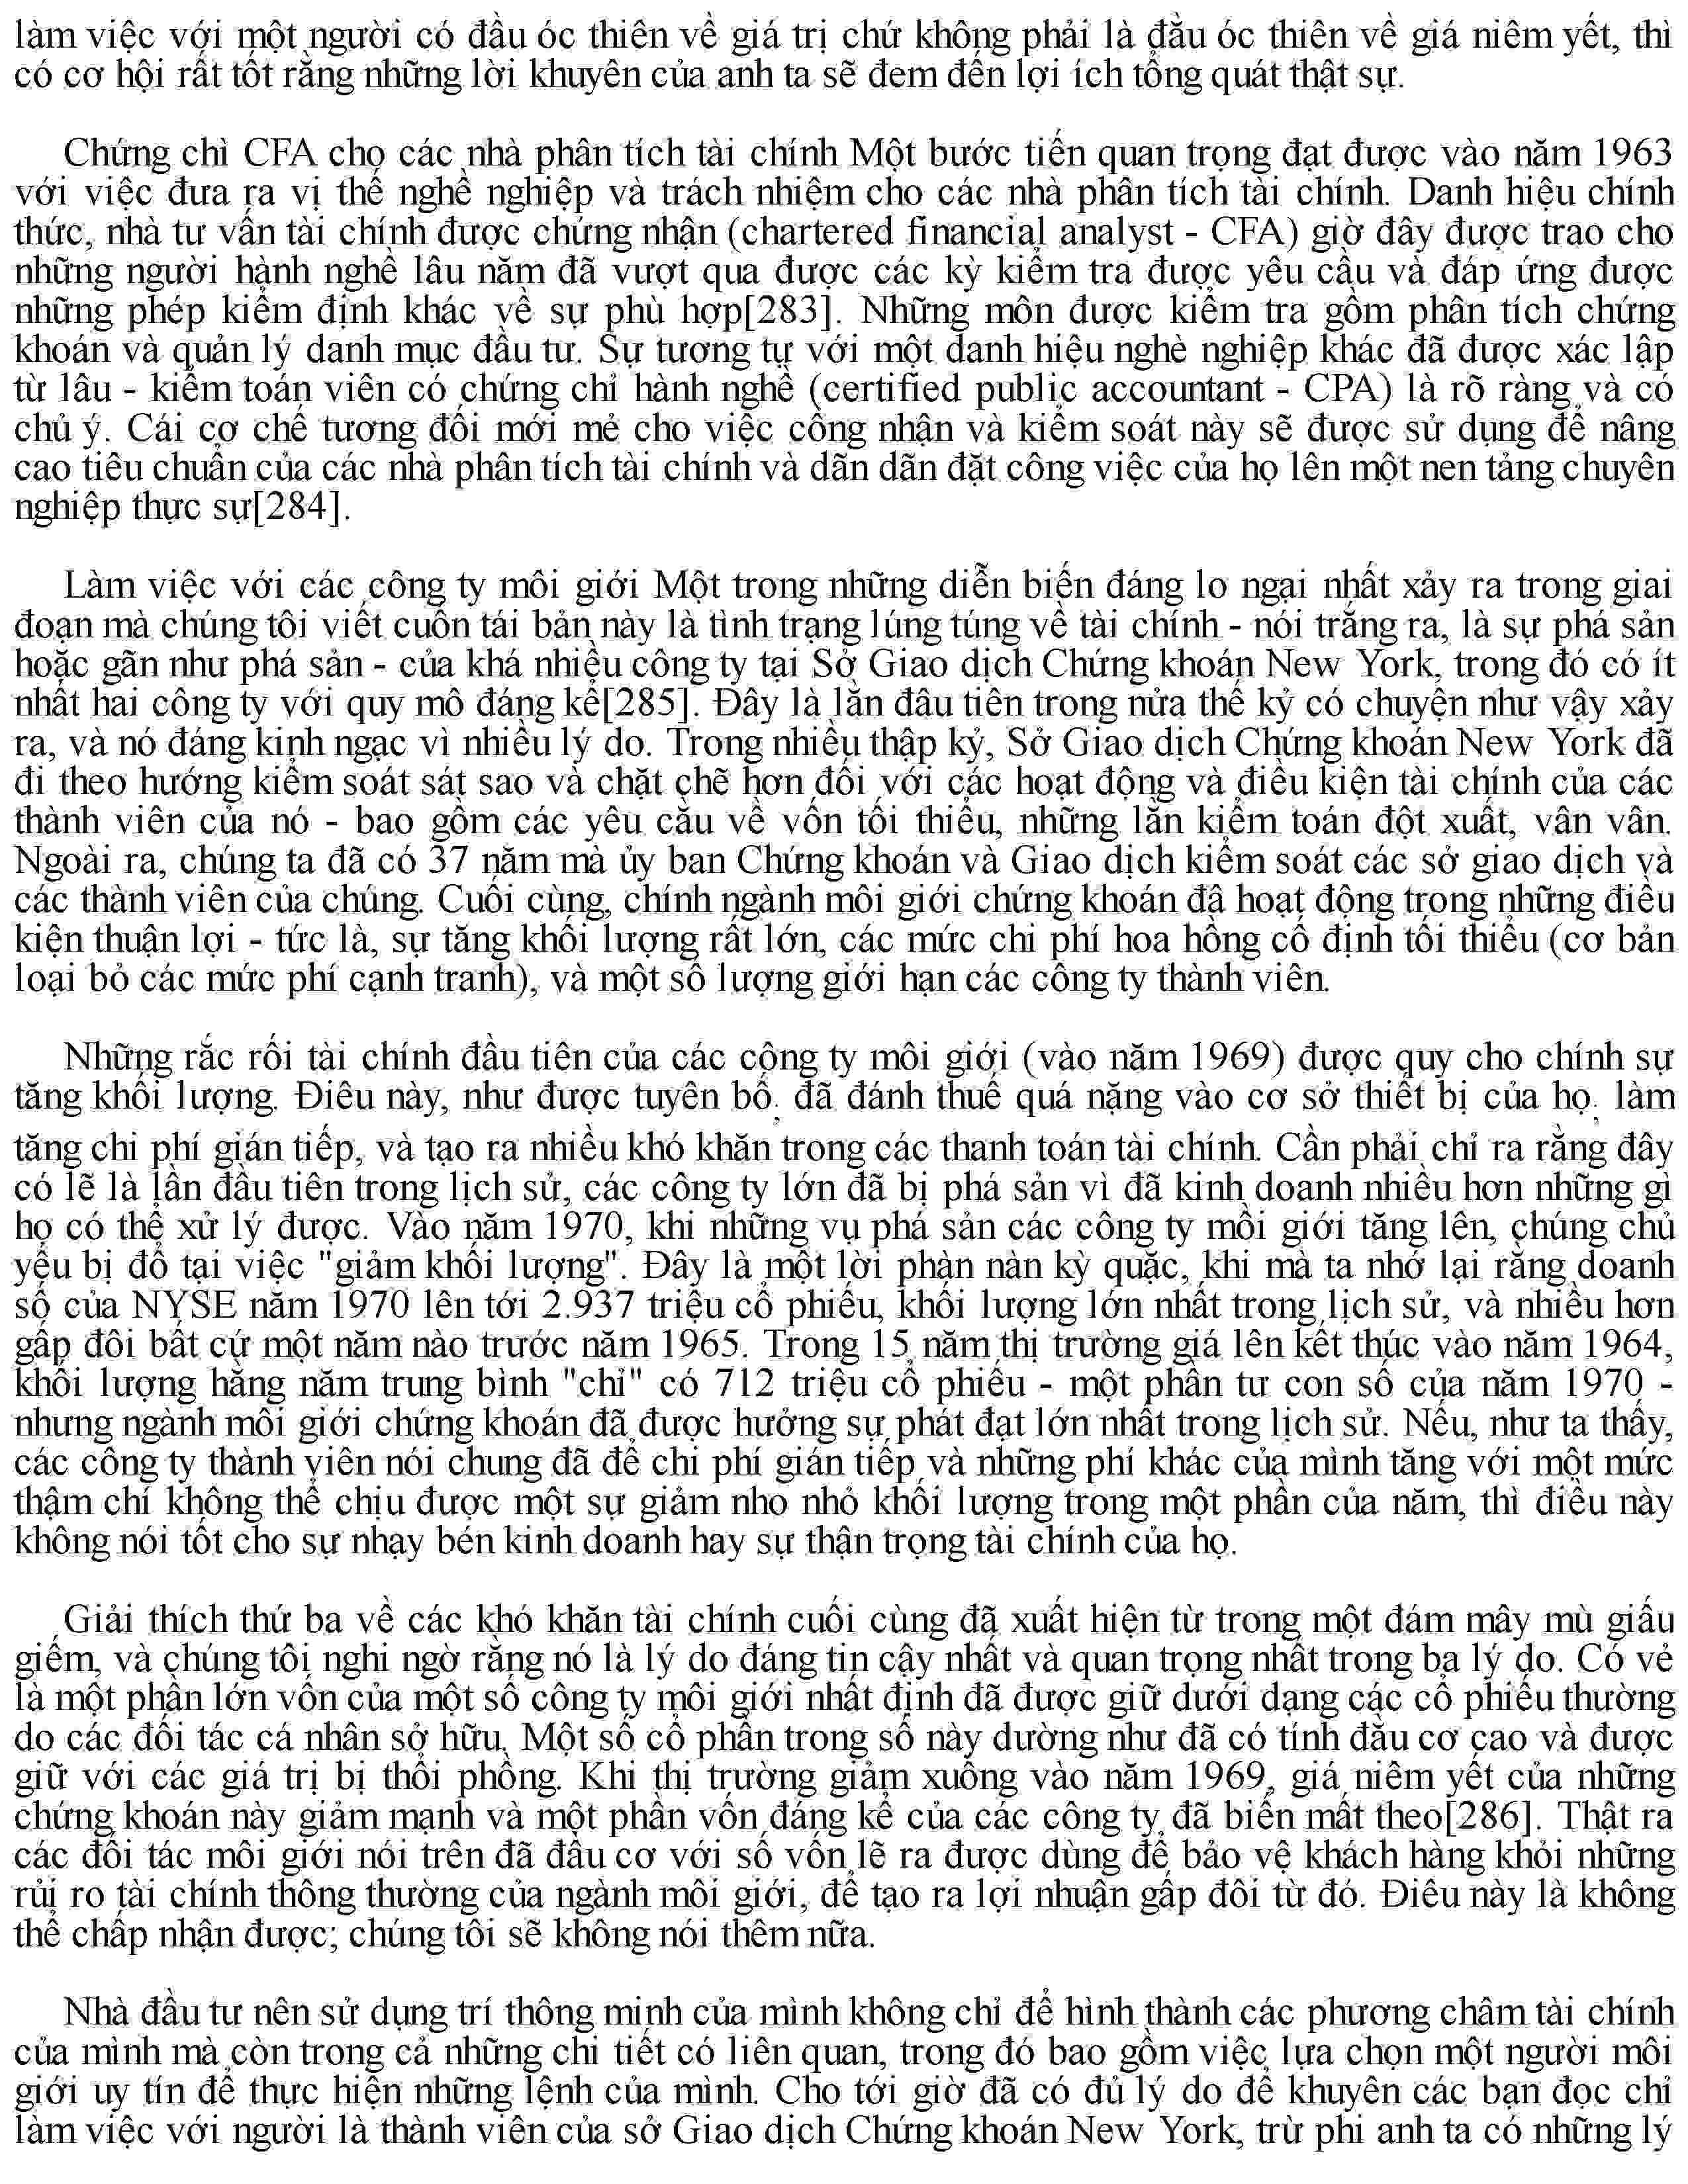 làm việc với một người có đầu óc thiên về giá trị chứ không phải là đằu óc thiên về giá niêm yết, thì
có cơ hội rất tốt rằng những lời khuyên của anh ta sẽ đem đến lợi ích tổng quát thật sự.
Chứng chì CFA cho các nhà phân tích tài chính Một bước tiến quan trọng đạt được vào năm 1963
với việc đưa ra vị thế nghề nghiệp và trách nhiệm cho các nhà phân tích tài chính. Danh hiệu chính
thức, nhà tư vấn tài chính được chứng nhận (chartered financial analyst - CFA) giờ đây được trao cho
những người hành nghề lâu năm đã vượt qua được các kỳ kiểm tra được yêu cầu và đáp ứng được
những phép kiểm định khác về sự phù hợp[283]. Những môn được kiểm tra gồm phân tích chứng
khoán và quản lý danh mục đầu tư. Sự tương tự với một danh hiệu nghè nghiệp khác đã được xác lập
từ lâu - kiểm toán viên có chứng chỉ hành nghề (certified public accountant - CPA) là rõ ràng và có
chủ ý. Cái cơ chế tương đối mới mẻ cho việc công nhận và kiểm soát này sẽ được sử dụng để nâng
cao tiêu chuẩn của các nhà phân tích tài chính và dãn dãn đặt công việc của họ lên một nen tảng chuyên
nghiệp thực sự[284].
Làm việc với các công ty môi giới Một trong những diễn biến đáng lo ngại nhất xảy ra trong giai
đoạn mà chúng tôi viết cuốn tái bản này là tình trạng lúng túng về tài chính - nói trắng ra, là sự phá sản
hoặc gãn như phá sản - của khá nhiều công ty tại Sở Giao dịch Chứng khoán New York, trong đó có ít
nhất hai công ty với quy mô đáng kể[285]. Đây là lằn đâu tiên trong nửa thế kỷ có chuyện như vậy xảy
ra, và nó đáng kinh ngạc vì nhiều lý do. Trong nhiều thập kỷ, Sở Giao dịch Chứng khoán New York đã
đi theo hướng kiểm soát sát sao và chặt chẽ hơn đối với các hoạt động và điều kiện tài chính của các
thành viên của nó - bao gồm các yêu cằu về vốn tối thiểu, những lằn kiểm toán đột xuất, vân vân.
Ngoài ra, chúng ta đã có 37 năm mà ủy ban Chứng khoán và Giao dịch kiểm soát các sở giao dịch và
các thành viên của chúng. Cuối cùng, chính ngành môi giới chứng khoán đã hoạt động trong những điều
kiện thuận lợi - tức là, sự tăng khối lượng rất lớn, các mức chi phí hoa hồng cố định tối thiểu (cơ bản
loại bỏ các mức phí cạnh tranh), và một số lượng giới hạn các công ty thành viên.
Những rắc rối tài chính đầu tiên của các công ty môi giới (vào năm 1969) được quy cho chính sự
tăng khối lượng. Điêu này, như được tuyên bố, đã đánh thuế quá nặng vào cơ sở thiết bị của họ, làm
tăng chi phí gián tiếp, và tạo ra nhiều khó khăn trong các thanh toán tài chính. Cần phải chỉ ra rằng đây
có lẽ là lần đầu tiên trong lịch sử, các công ty lớn đã bị phá sản vì đã kinh doanh nhiều hơn những gì
họ có thể xử lý được. Vào năm 1970, khi những vụ phá sản các công ty môi giới tăng lên, chúng chủ
yếu bị đổ tại việc "giảm khối lượng". Đây là một lời phàn nàn kỳ quặc, khi mà ta nhớ lại rằng doanh
số của NYSE năm 1970 lên tới 2.937 triệu cổ phiếu, khối lượng lớn nhất trong lịch sử, và nhiều hơn
gấp đôi bất cứ một năm nào trước năm 1965. Trong 15 năm thị trường giá lên kết thúc vào năm 1964,
khối lượng hằng năm trung bình "chỉ" có 712 triệu cổ phiếu - một phần tư con số của năm 1970 -
nhưng ngành môi giới chứng khoán đã được hưởng sự phát đạt lớn nhất trong lịch sử. Nếu, như ta thấy,
các công ty thành viên nói chung đã để chi phí gián tiếp và những phí khác của mình tăng với một mức
thậm chí không thể chịu được một sự giảm nho nhỏ khối lượng trong một phần của năm, thì điều này
không nói tốt cho sự nhạy bén kinh doanh hay sự thận trọng tài chính của họ.
Giải thích thứ ba về các khó khăn tài chính cuối cùng đã xuất hiện từ trong một đám mây mù giấu
giếm, và chúng tôi nghi ngờ rằng nó là lý do đáng tin cậy nhất và quan trọng nhất trong ba lý do. Có vẻ
là một phần lớn vốn của một số công ty môi giới nhất định đã được giữ dưới dạng các cổ phiếu thường
do các đối tác cá nhân sở hữu. Một số cổ phần trong số này dường như đã có tính đầu cơ cao và được
giữ với các giá trị bị thổi phồng. Khi thị trường giảm xuống vào năm 1969, giá niêm yết của những
chứng khoán này giảm mạnh và một phần vốn đáng kể của các công ty đã biến mất theo[286]. Thật ra
các đối tác môi giới nói trên đã đầu cơ với số vốn lẽ ra được dùng để bảo vệ khách hàng khỏi những
rủi ro tài chính thông thường của ngành môi giới, để tạo ra lợi nhuận gấp đôi từ đó. Điều này là không
thể chấp nhận được; chúng tôi sẽ không nói thêm nữa.
Nhà đầu tư nên sử dụng trí thông minh của mình không chỉ để hình thành các phương châm tài chính
của mình mà còn trong cả những chi tiết có liên quan, trong đó bao gồm việc lựa chọn một người môi
giới uy tín để thực hiện những lệnh của mình. Cho tới giờ đã có đủ lý do để khuyên các bạn đọc chỉ
làm việc với người là thành viên của sở Giao dịch Chứng khoán New York, trừ phi anh ta có những lý